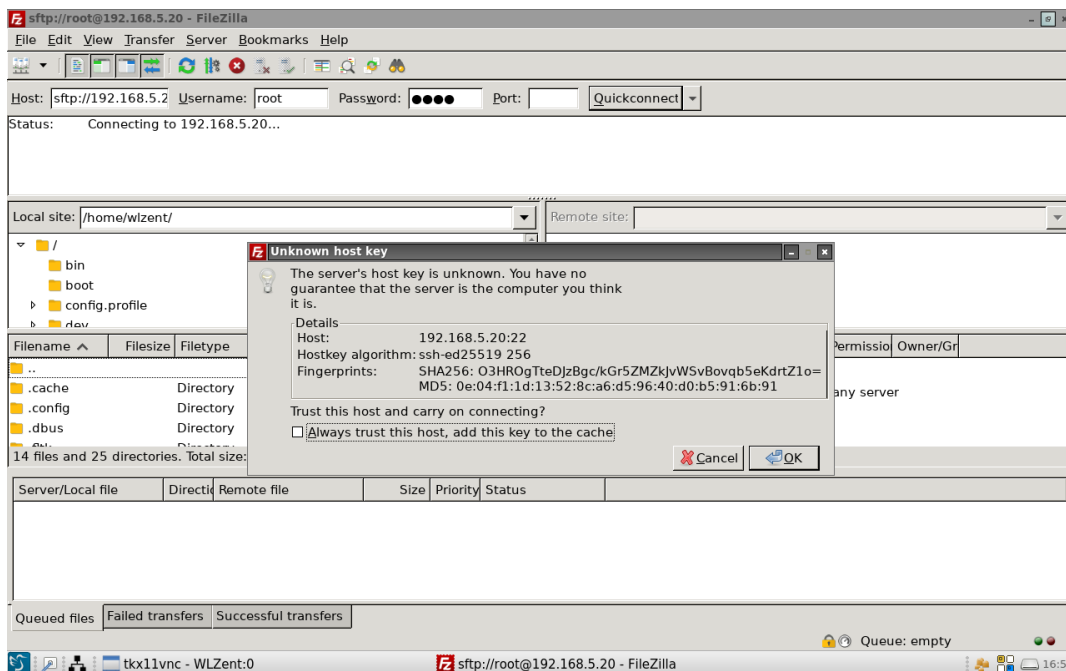 sftp://root@192.168.5.20 - FileZilla
File Edit View Transfer Server Bookmarks Help
Host: sftp://192.168.5.2 Username: root Password: ●●●● Port: Quickconnect
Status: Connecting to 192.168.5.20...
Local site: /home/wlzent/ Remote site:
/
bin
boot
config.profile
dev
Unknown host key
The server's host key is unknown. You have no
guarantee that the server is the computer you think
it is.
Details
Host: 192.168.5.20:22
Hostkey algorithm: ssh-ed25519 256
Fingerprints: SHA256: O3HROgTteDJzBgc/kGr5ZMZkJvWSvBovqb5eKdrtZ1o=
MD5: 0e:04:f1:1d:13:52:8c:a6:d5:96:40:d0:b5:91:6b:91
Trust this host and carry on connecting?
Always trust this host, add this key to the cache
Cancel OK
Filename Filesize Filetype Permissio Owner/Gr
..
.cache Directory
.config Directory
.dbus Directory
any server
14 files and 25 directories. Total size:
Server/Local file Directio Remote file Size Priority Status
Queued files Failed transfers Successful transfers
Queue: empty
tkx11vnc - WLZent:0 sftp://root@192.168.5.20 - FileZilla 16:5